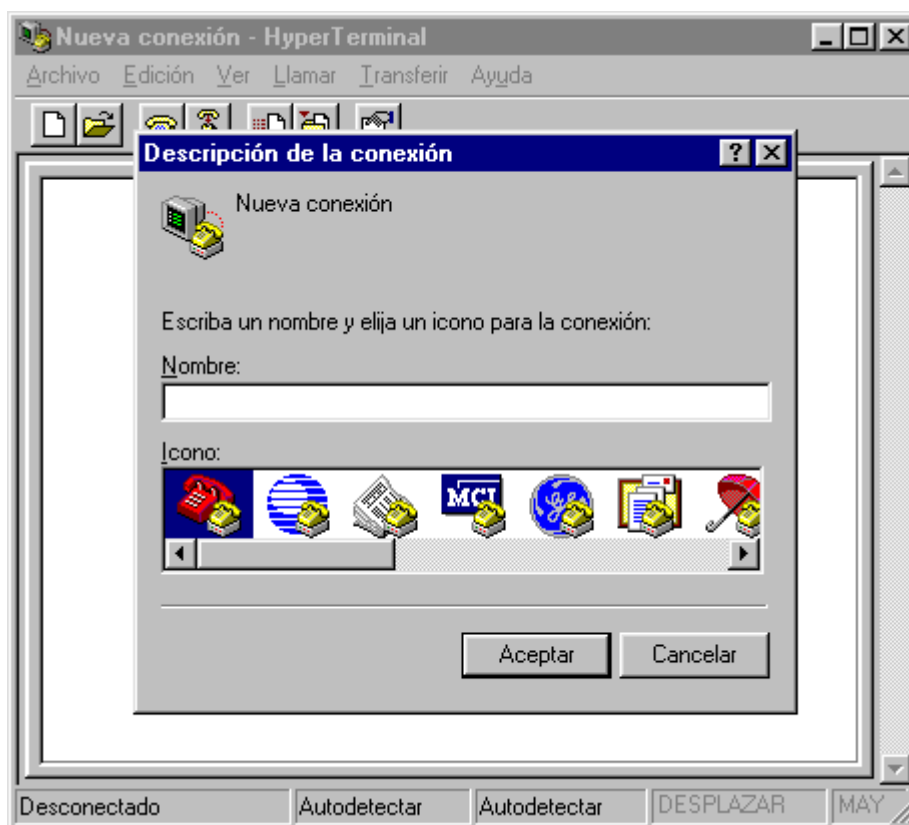 Nueva conexión - HyperTerminal
Archivo Edición Ver Llamar Transferir Ayuda
Descripción de la conexión
Nueva conexión
Escriba un nombre y elija un icono para la conexión:
Nombre:
Icono:
MCI
Aceptar Cancelar
Desconectado Autodetectar Autodetectar DESPLAZAR MAY